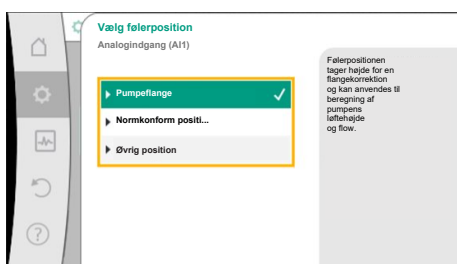 Vælg følerposition
Analogindgang (AI1)
Pumpeflange
Normkonform positi...
Øvrig position
Følerpositionen
tager højde for en
flangekorrektion
og kan anvendes til
beregning af
pumpens
løftehøjde
og flow.
?